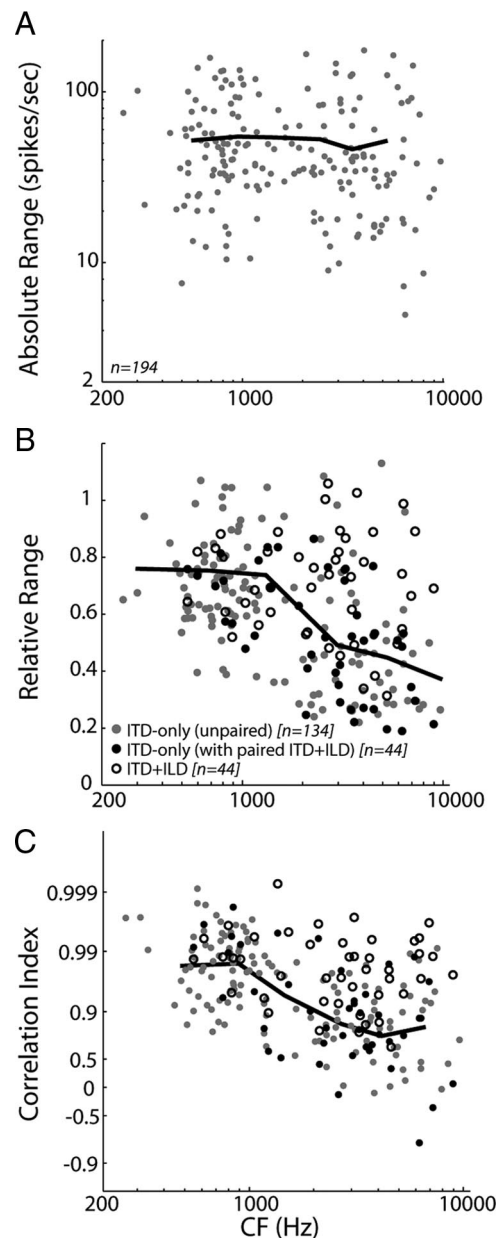 A
Absolute Range (spikes/sec)
100
10
2
n=194
200
1000
10000
B
Relative Range
1
0.8
0.6
0.4
0.2
0
ITD-only (unpaired) [n=134]
ITD-only (with paired ITD+ILD) [n=44]
ITD+ILD [n=44]
200
1000
10000
C
Correlation Index
0.999
0.99
0.9
0.5
0
-0.5
-0.9
200
1000
10000
CF (Hz)